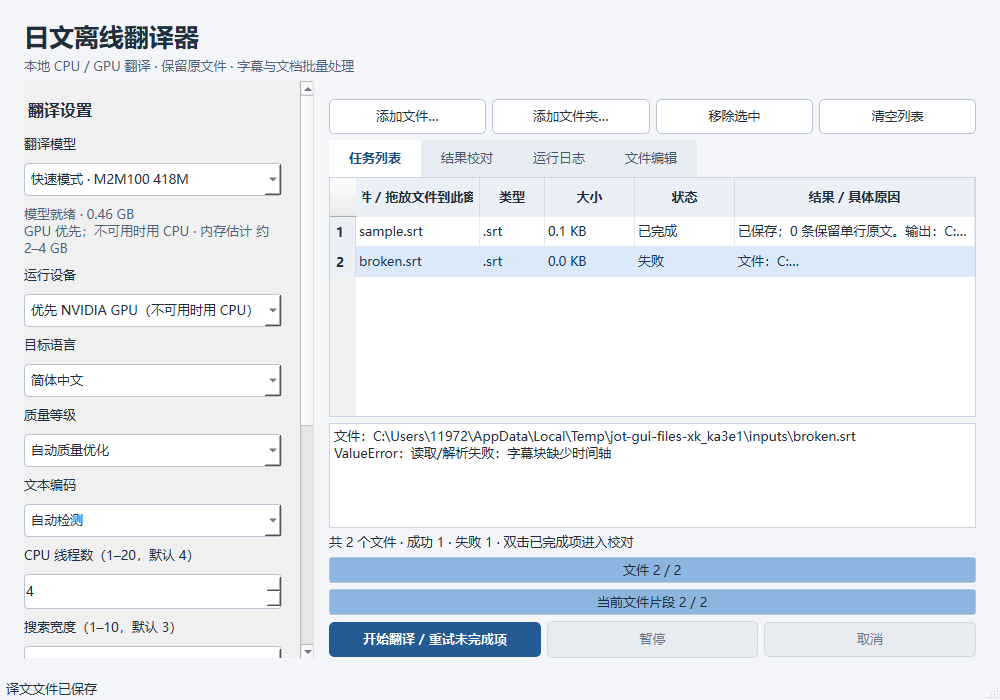 日文离线翻译器
本地 CPU / GPU 翻译 · 保留原文件 · 字幕与文档批量处理
翻译设置
翻译模型
快速模式 · M2M100 418M
模型就绪 · 0.46 GB
GPU 优先；不可用时用 CPU · 内存估计 约
2–4 GB
运行设备
优先 NVIDIA GPU（不可用时用 CPU）
目标语言
简体中文
质量等级
自动质量优化
文本编码
自动检测
CPU 线程数（1–20，默认 4）
4
搜索宽度（1–10，默认 3）
添加文件... 添加文件夹... 移除选中 清空列表
任务列表 结果校对 运行日志 文件编辑
件 / 拖放文件到此窗 类型 大小 状态 结果 / 具体原因
1 sample.srt .srt 0.1 KB 已完成 已保存；0 条保留单行原文。输出：C:...
2 broken.srt .srt 0.0 KB 失败 文件：C:...
文件：C:\Users\11972\AppData\Local\Temp\jot-gui-files-xk_ka3e1\inputs\broken.srt
ValueError：读取/解析失败：字幕块缺少时间轴
共 2 个文件 · 成功 1 · 失败 1 · 双击已完成项进入校对
文件 2 / 2
当前文件片段 2 / 2
开始翻译 / 重试未完成项 暂停 取消
译文文件已保存